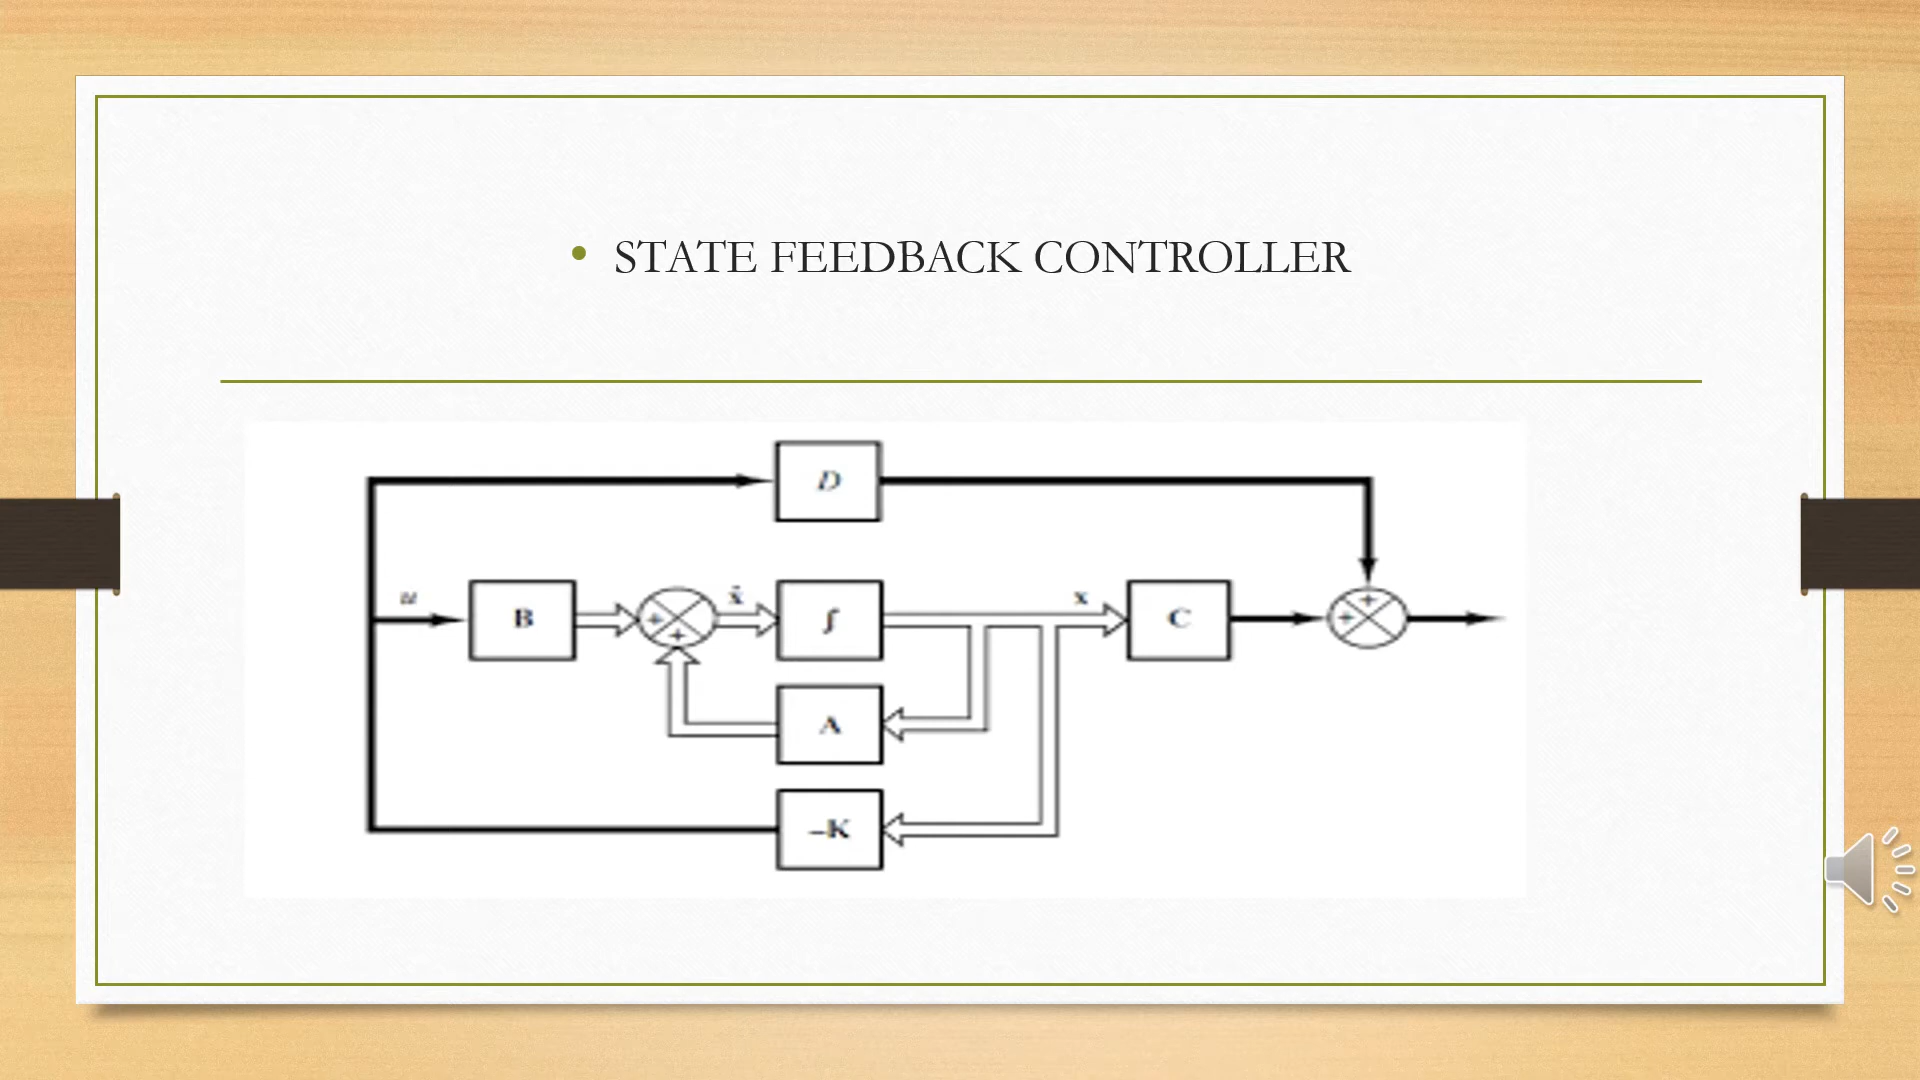 • STATE FEEDBACK CONTROLLER
D
u
B
+
+
ẋ
∫
x
C
+
+
A
–K